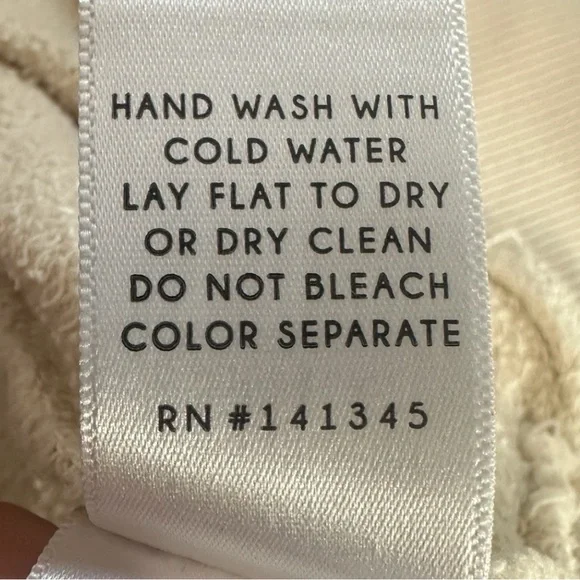 HAND WASH WITH
COLD WATER
LAY FLAT TO DRY
OR DRY CLEAN
DO NOT BLEACH
COLOR SEPARATE
RN #141345